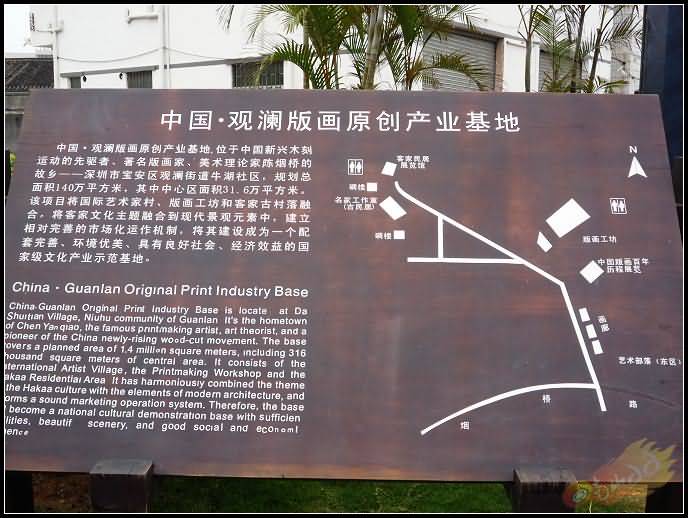 中国·观澜版画原创产业基地
中国·观澜版画原创产业基地,位于中国新兴木刻
运动的先驱者、著名版画家、美术理论家陈烟桥的
故乡——深圳市宝安区观澜街道牛湖社区,规划总
面积140万平方米,其中中心区面积31.6万平方米。
该项目将国际艺术家村、版画工坊和客家古村落融
合,将客家文化主题融合到现代景观元素中,建立
相对完善的市场化运作机制,将其建设成为一个配
套完善、环境优美、具有良好社会、经济效益的国
家级文化产业示范基地。
China · Guanlan Original Print Industry Base
China·Guanlan Original Print Industry Base is locate at Da
Shuitian Village, Niuhu community of Guanlan It's the hometown
of Chen Yanqiao, the famous printmaking artist, art theorist, and a
pioneer of the China newly-rising wood-cut movement. The base
overs a planned area of 1.4 million square meters, including 316
housand square meters of central area. It consists of the
nternational Artist Village, the Printmaking Workshop and the
akaa Residential Area It has harmoniously combined the theme
the Hakaa culture with the elements of modern architecture, and
orms a sound marketing operation system. Therefore, the base
become a national cultural demonstration base with sufficien
lities, beautif scenery, and good social and economi
ience
客家民居
展览馆
碉楼
名家工作室
(古民居)
碉楼
N
版画工坊
中国版画百年
历程展览
画
廊
艺术部落(东区)
烟
桥
路